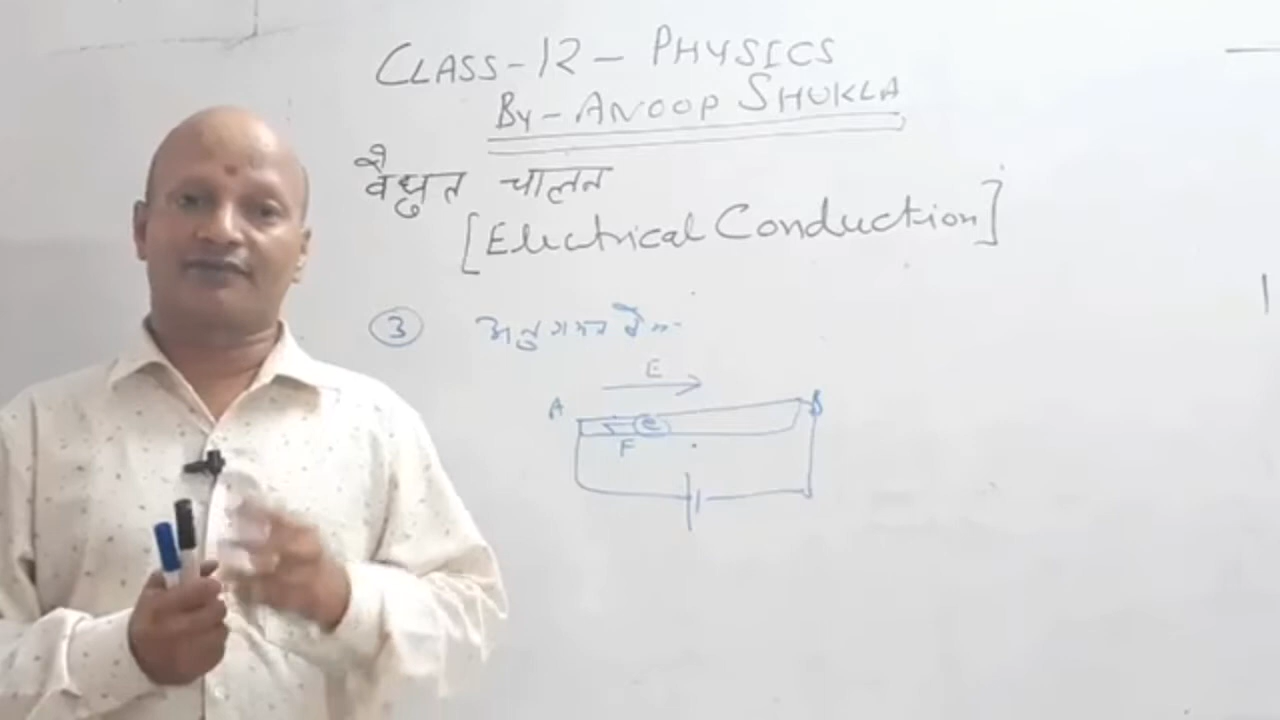 CLASS-12 - PHYSICS
By - ANOOP SHUKLA
वैधुत चालन
[Electrical Conduction]
3 अनुगमन वे...
E
A B
e
F